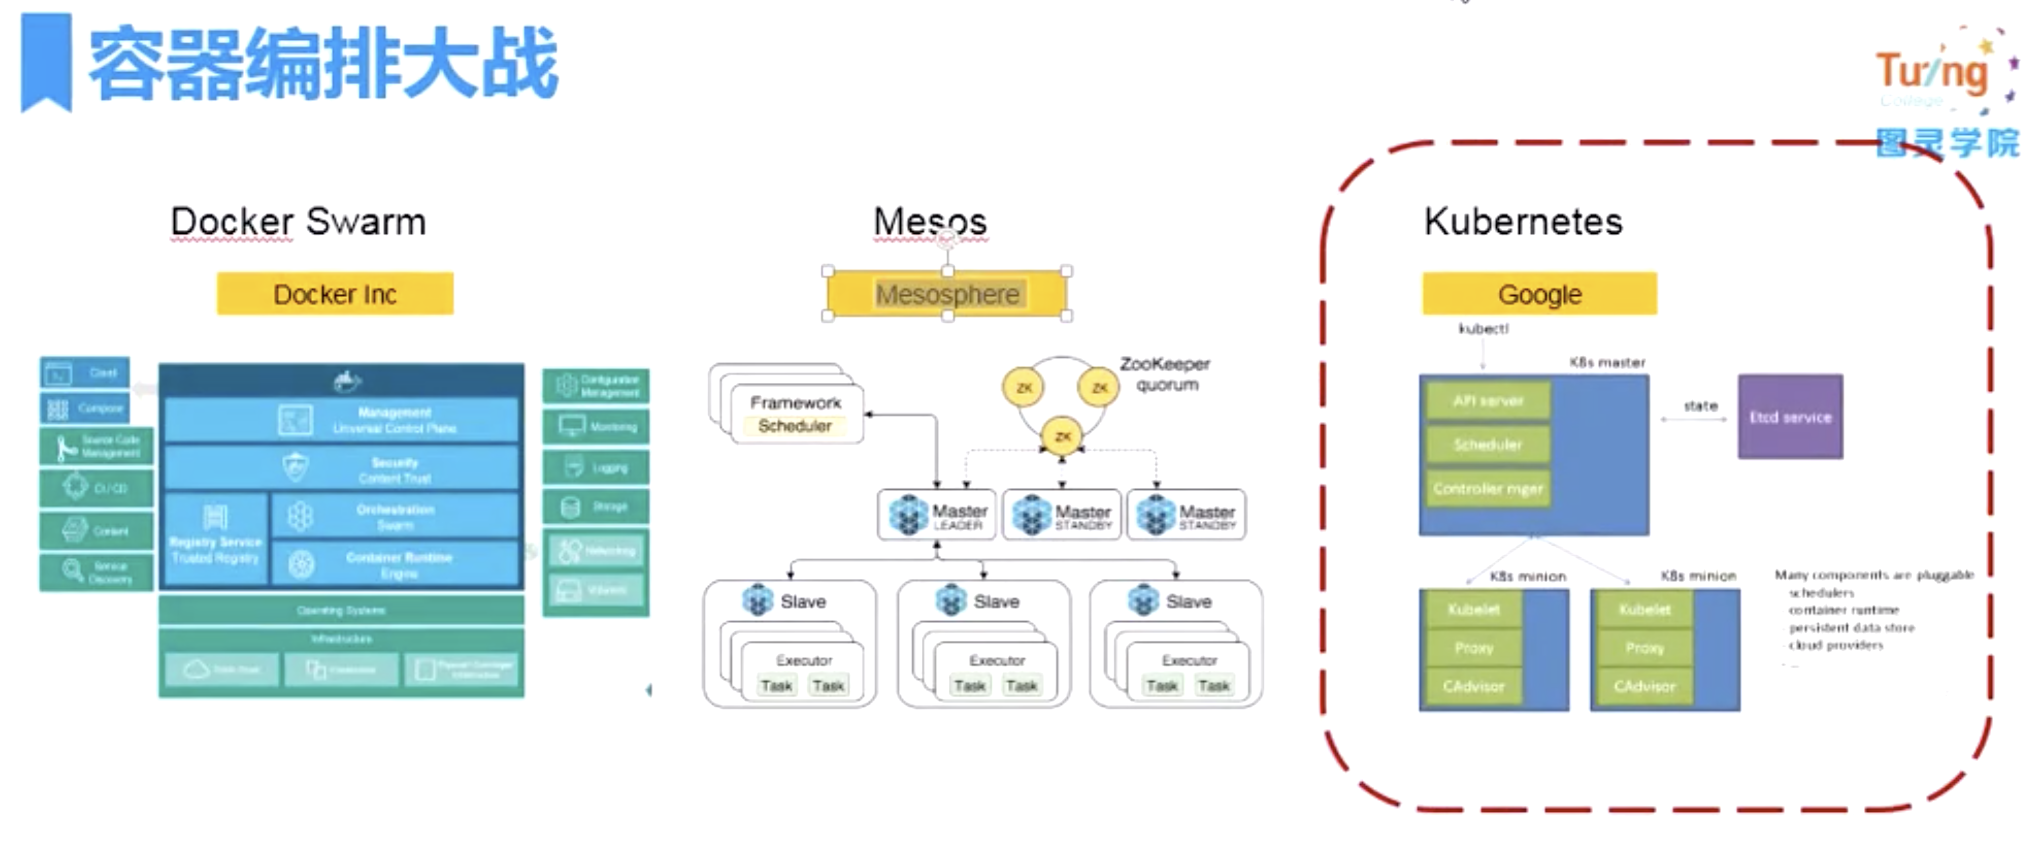 容器编排大战
Turing
College
图灵学院
Docker Swarm
Docker Inc
Cloud
Compose
Source Code
Management
CI/CD
Content
Service
Discovery
Management
Universal Control Plane
Security
Content Trust
Registry Service
Trusted Registry
Orchestration
Swarm
Container Runtime
Engine
Operating Systems
Infrastructure
Configuration
Management
Monitoring
Logging
Storage
Networking
Volumes
Mesos
Mesosphere
ZooKeeper
quorum
ZK
ZK
ZK
Framework
Scheduler
Master
LEADER
Master
STANDBY
Master
STANDBY
Slave
Executor
Task Task
Slave
Executor
Task Task
Slave
Executor
Task Task
Kubernetes
Google
kubectl
K8s master
API server
Scheduler
Controller mger
state
Etcd service
K8s minion
Kubelet
Proxy
CAdvisor
K8s minion
Kubelet
Proxy
CAdvisor
Many components are pluggable
- schedulers
- container runtime
- persistent data store
- cloud providers
- ...